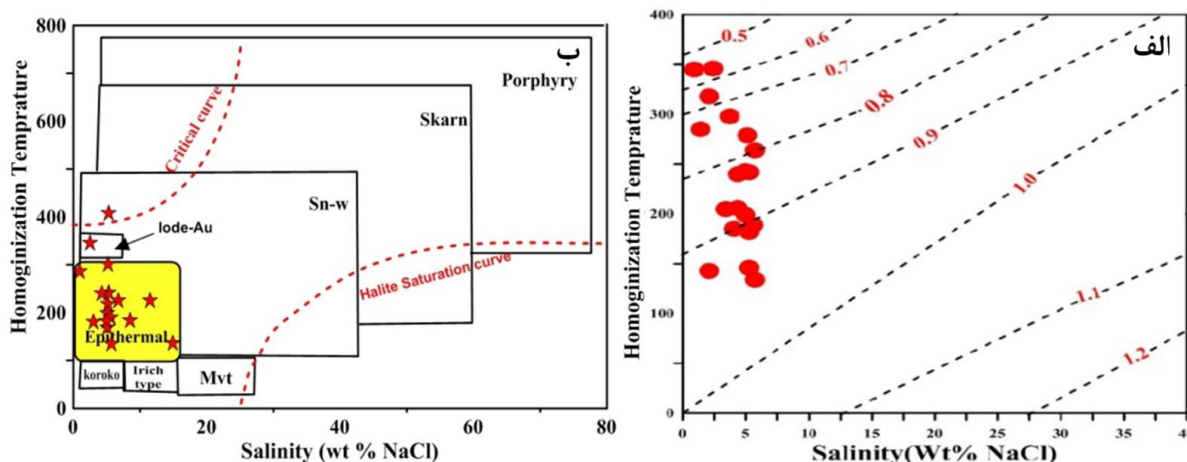 ب
800
600
400
200
0
Homoginization Temprature
Critical curve
Porphyry
Skarn
Sn-w
lode-Au
Halite Saturation curve
Epithermal
koroko
Irich
type
Mvt
0
20
40
60
80
Salinity (wt % NaCl)
الف
400
300
200
100
0
Homoginization Temprature
0.5
0.6
0.7
0.8
0.9
1.0
1.1
1.2
0
5
10
15
20
25
30
35
40
Salinity(Wt% NaCl)